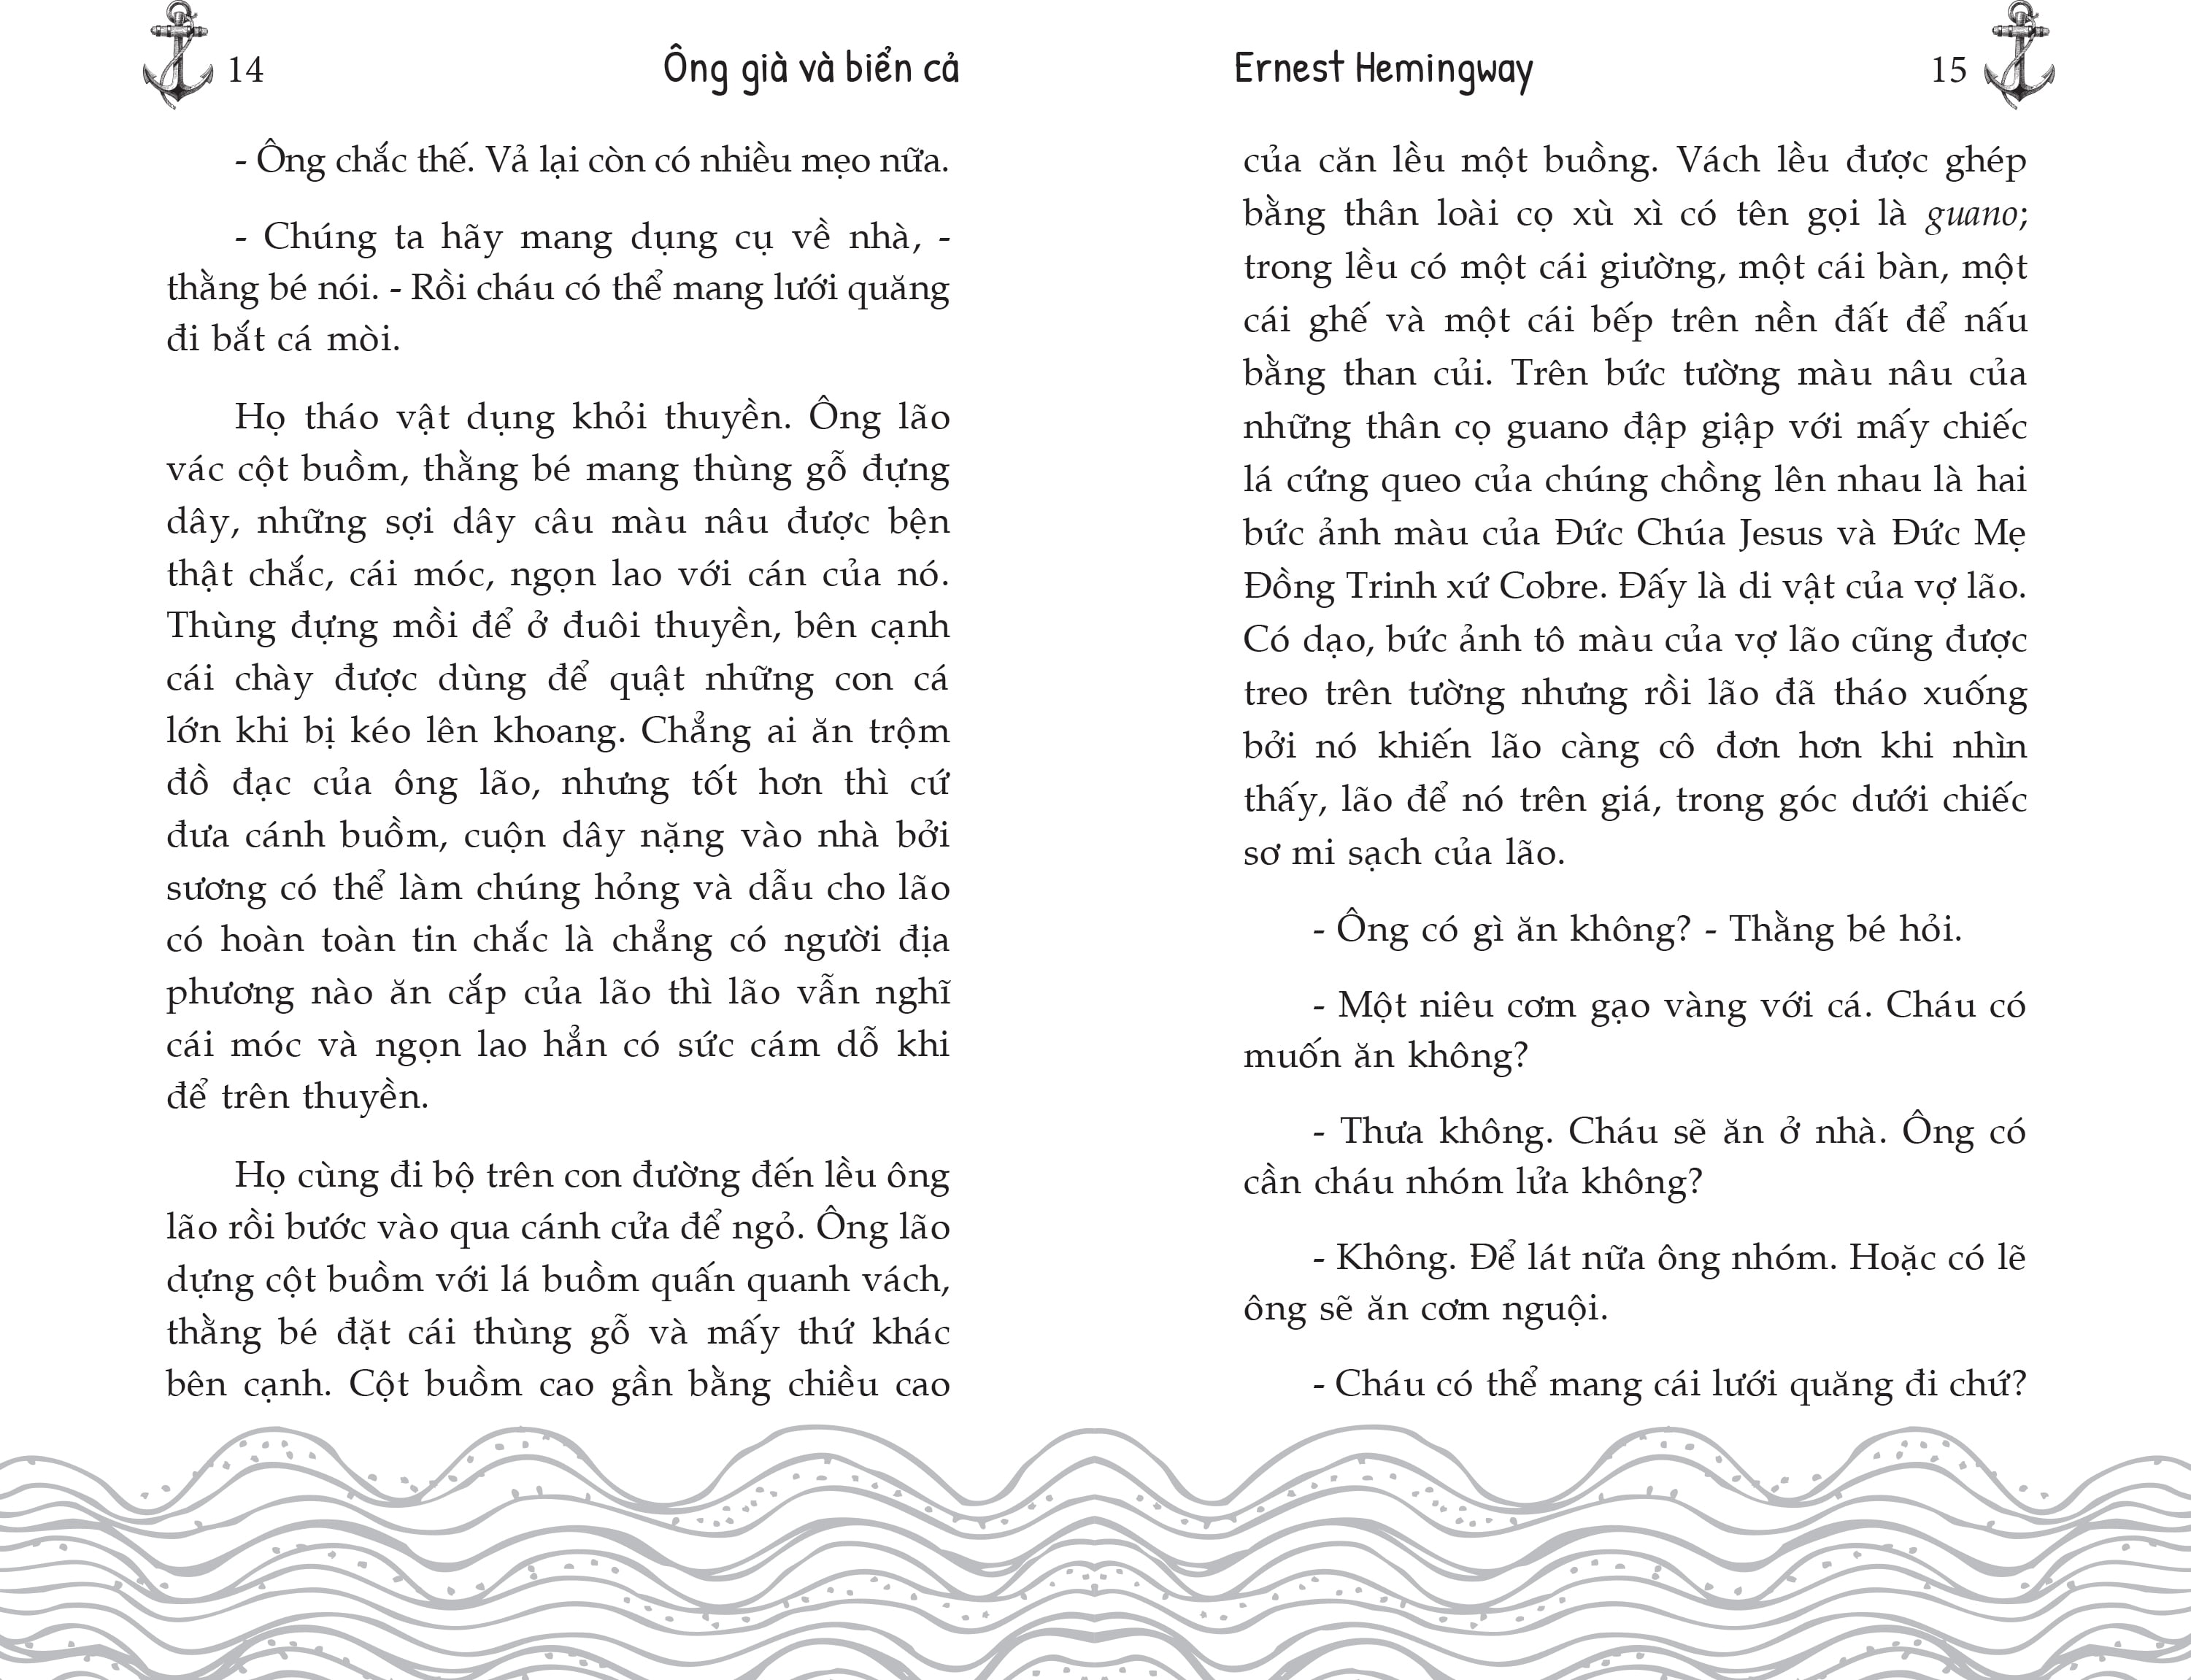 14
Ông già và biển cả
- Ông chắc thế. Vả lại còn có nhiều mẹo nữa.
- Chúng ta hãy mang dụng cụ về nhà, -
thằng bé nói. - Rồi cháu có thể mang lưới quăng
đi bắt cá mòi.
Họ tháo vật dụng khỏi thuyền. Ông lão
vác cột buồm, thằng bé mang thùng gỗ đựng
dây, những sợi dây câu màu nâu được bện
thật chắc, cái móc, ngọn lao với cán của nó.
Thùng đựng mồi để ở đuôi thuyền, bên cạnh
cái chày được dùng để quật những con cá
lớn khi bị kéo lên khoang. Chẳng ai ăn trộm
đồ đạc của ông lão, nhưng tốt hơn thì cứ
đưa cánh buồm, cuộn dây nặng vào nhà bởi
sương có thể làm chúng hỏng và dẫu cho lão
có hoàn toàn tin chắc là chẳng có người địa
phương nào ăn cắp của lão thì lão vẫn nghĩ
cái móc và ngọn lao hẳn có sức cám dỗ khi
để trên thuyền.
Họ cùng đi bộ trên con đường đến lều ông
lão rồi bước vào qua cánh cửa để ngỏ. Ông lão
dựng cột buồm với lá buồm quấn quanh vách,
thằng bé đặt cái thùng gỗ và mấy thứ khác
bên cạnh. Cột buồm cao gần bằng chiều cao
Ernest Hemingway
15
của căn lều một buồng. Vách lều được ghép
bằng thân loài cọ xù xì có tên gọi là guano;
trong lều có một cái giường, một cái bàn, một
cái ghế và một cái bếp trên nền đất để nấu
bằng than củi. Trên bức tường màu nâu của
những thân cọ guano đập giập với mấy chiếc
lá cứng queo của chúng chồng lên nhau là hai
bức ảnh màu của Đức Chúa Jesus và Đức Mẹ
Đồng Trinh xứ Cobre. Đấy là di vật của vợ lão.
Có dạo, bức ảnh tô màu của vợ lão cũng được
treo trên tường nhưng rồi lão đã tháo xuống
bởi nó khiến lão càng cô đơn hơn khi nhìn
thấy, lão để nó trên giá, trong góc dưới chiếc
sơ mi sạch của lão.
- Ông có gì ăn không? - Thằng bé hỏi.
- Một niêu cơm gạo vàng với cá. Cháu có
muốn ăn không?
- Thưa không. Cháu sẽ ăn ở nhà. Ông có
cần cháu nhóm lửa không?
- Không. Để lát nữa ông nhóm. Hoặc có lẽ
ông sẽ ăn cơm nguội.
- Cháu có thể mang cái lưới quăng đi chứ?